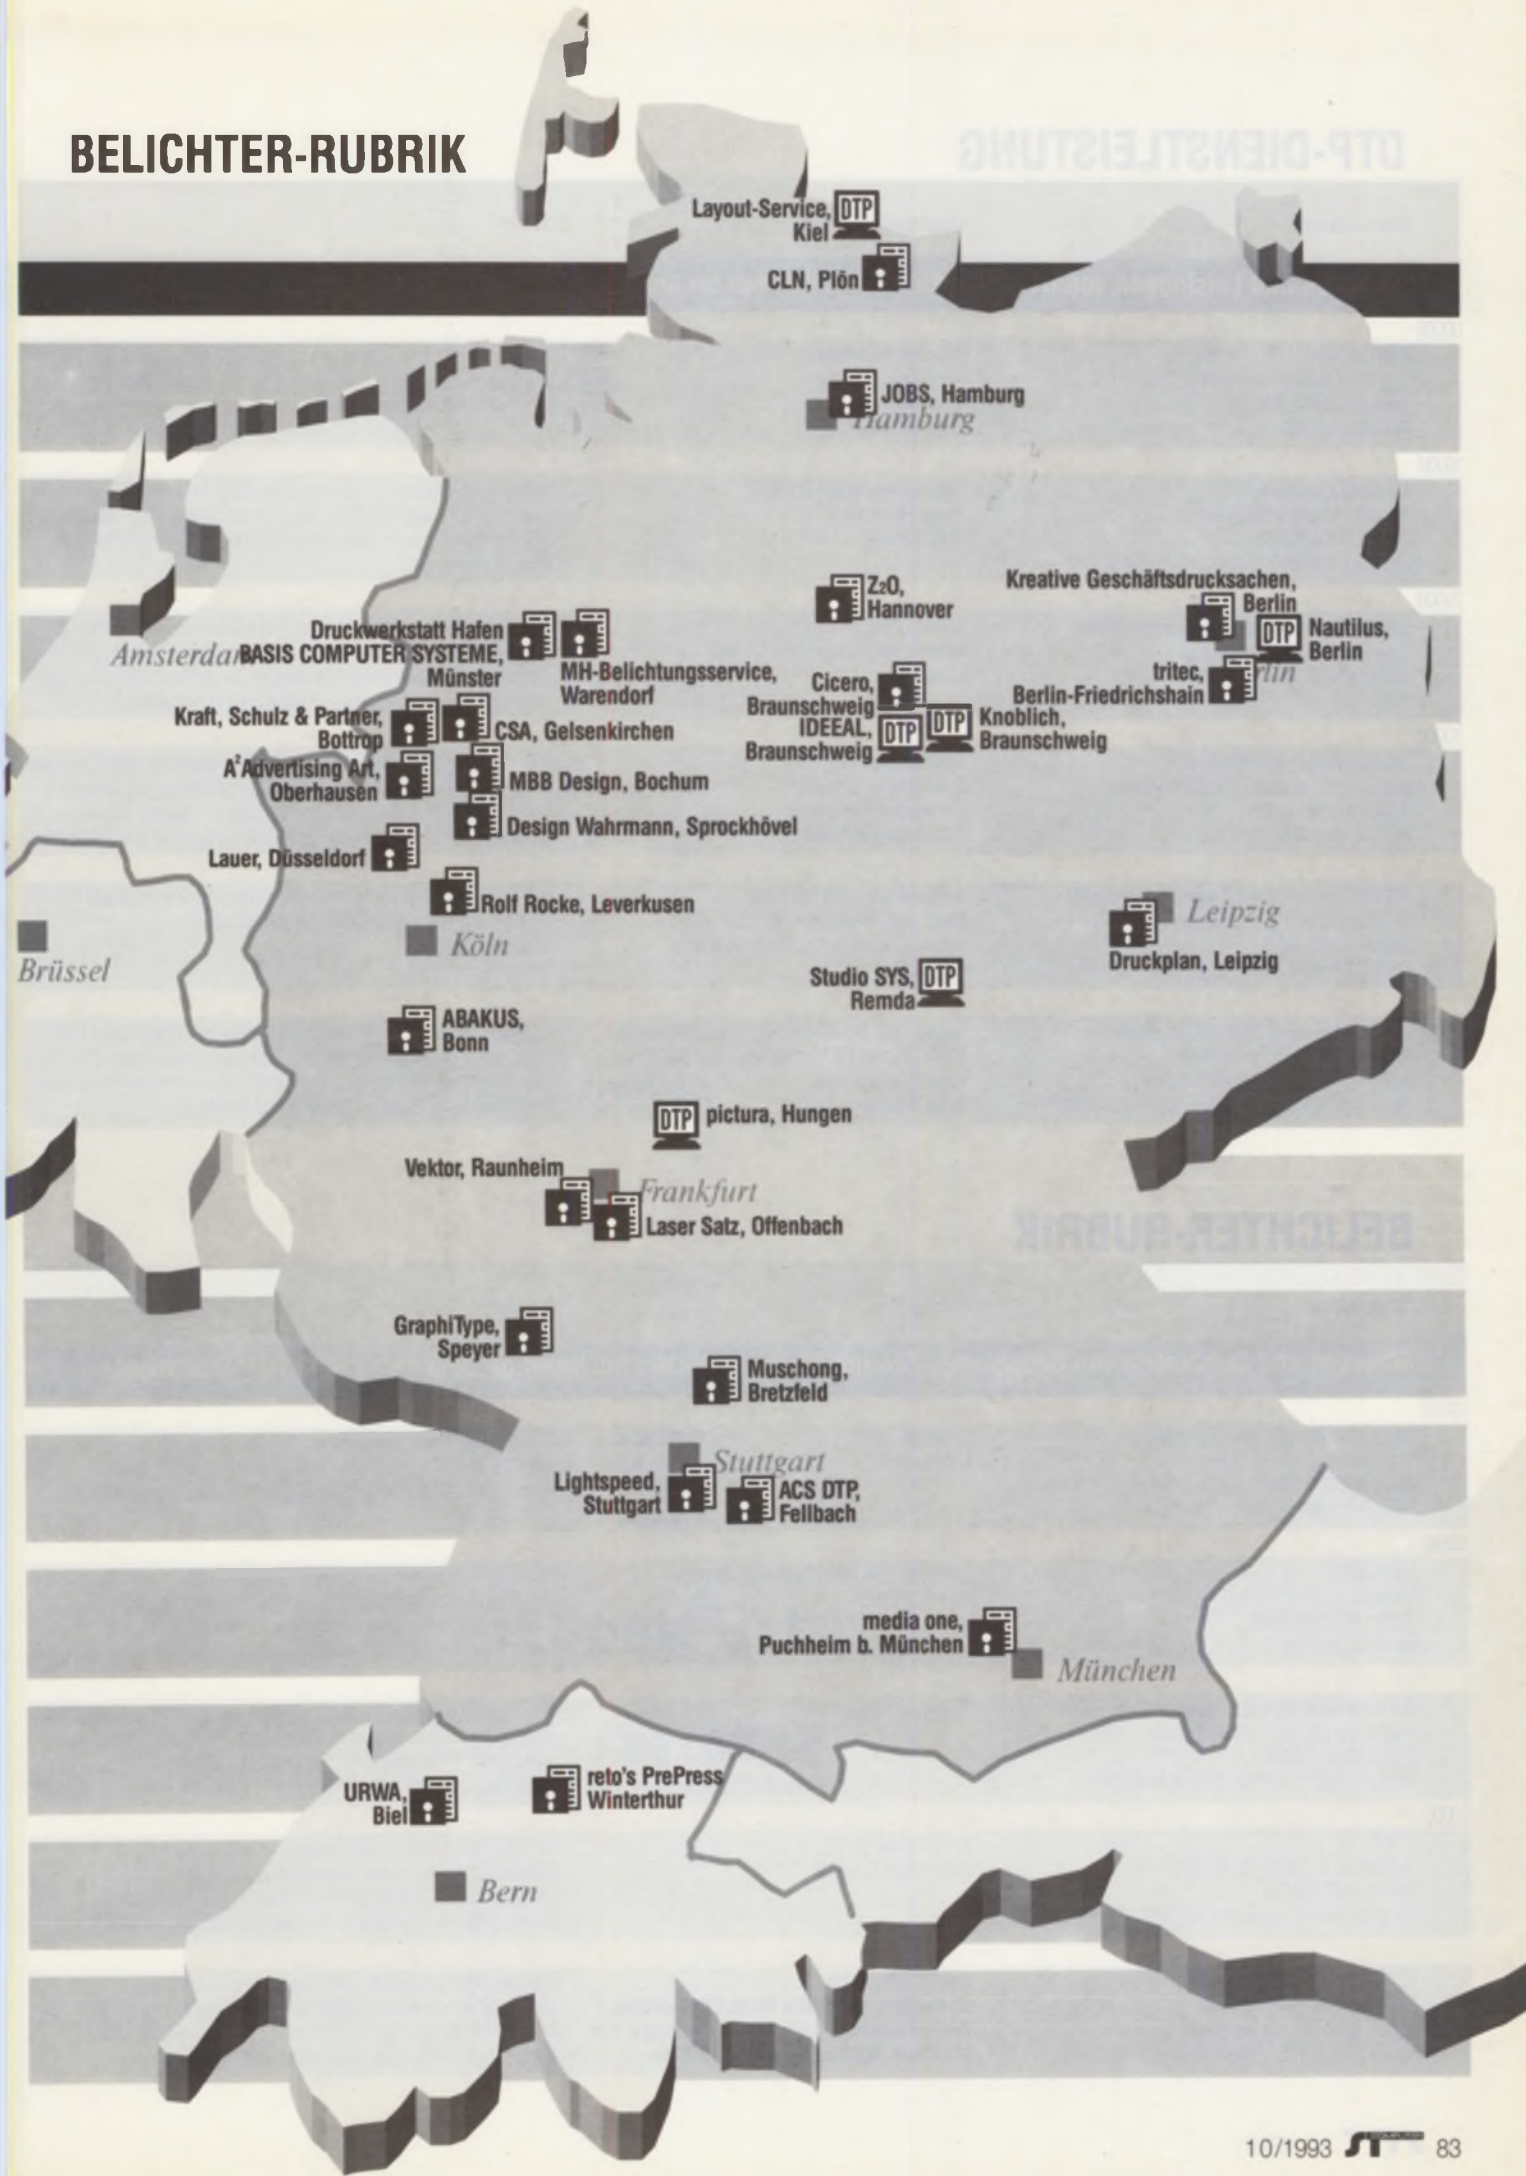 BELICHTER-RUBRIK
Layout-Service,
Kiel
DTP
CLN, Plön
JOBS, Hamburg
Hamburg
Z2O,
Hannover
Kreative Geschäftsdrucksachen,
Berlin
DTP
Nautilus,
Berlin
tritec,
Berlin-Friedrichshain
Amsterdam
Druckwerkstatt Hafen
BASIS COMPUTER SYSTEME,
Münster
MH-Belichtungsservice,
Warendorf
Cicero,
Braunschweig
IDEEAL,
Braunschweig
DTP
DTP
Knoblich,
Braunschweig
Kraft, Schulz & Partner,
Bottrop
CSA, Gelsenkirchen
A² Advertising Art,
Oberhausen
MBB Design, Bochum
Design Wahrmann, Sprockhövel
Lauer, Düsseldorf
Rolf Rocke, Leverkusen
Köln
Brüssel
Leipzig
Druckplan, Leipzig
Studio SYS,
Remda
DTP
ABAKUS,
Bonn
DTP
pictura, Hungen
Vektor, Raunheim
Frankfurt
Laser Satz, Offenbach
GraphiType,
Speyer
Muschong,
Bretzfeld
Stuttgart
Lightspeed,
Stuttgart
ACS DTP,
Fellbach
media one,
Puchheim b. München
München
URWA,
Biel
reto's PrePress
Winterthur
Bern
10/1993 ST COMPUTER 83